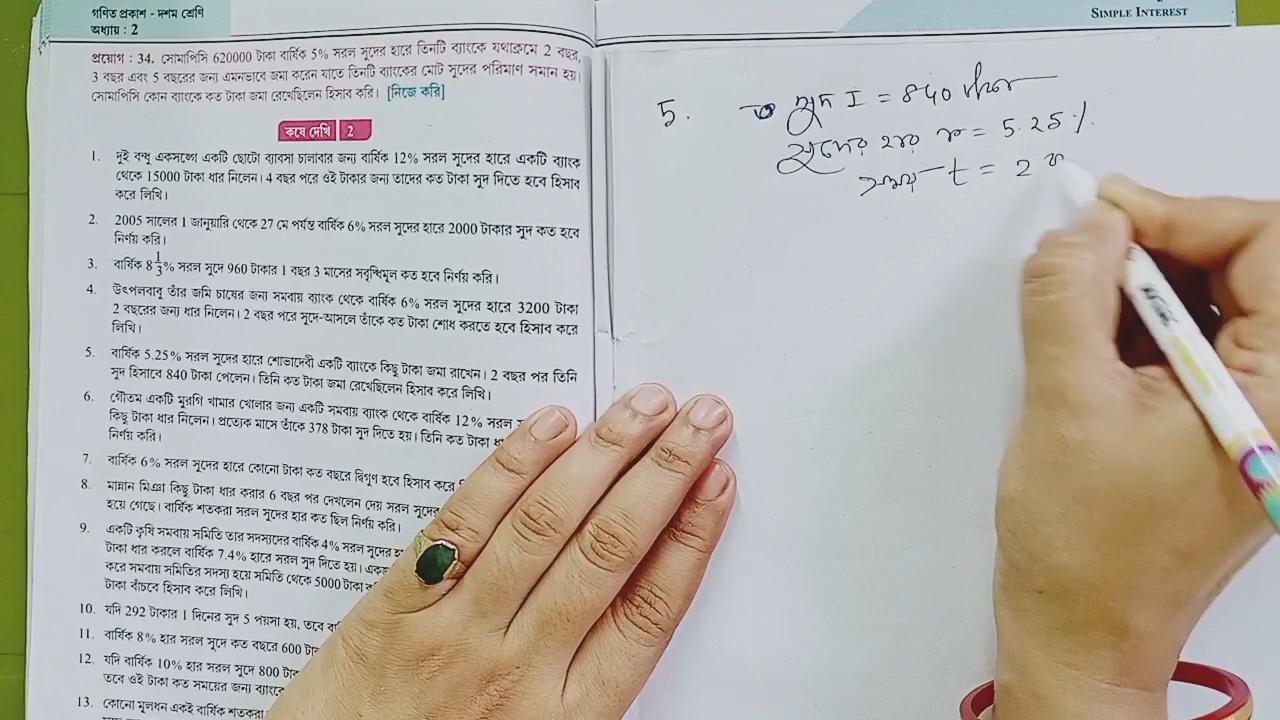 গণিত প্রকাশ - দশম শ্রেণি
অধ্যায় : 2
প্রয়োগ : 34. সোমাপিসি 620000 টাকা বার্ষিক 5% সরল সুদের হারে তিনটি ব্যাংকে যথাক্রমে 2 বছর,
3 বছর এবং 5 বছরের জন্য এমনভাবে জমা করেন যাতে তিনটি ব্যাংকের মোট সুদের পরিমাণ সমান হয়।
সোমাপিসি কোন ব্যাংকে কত টাকা জমা রেখেছিলেন হিসাব করি। [নিজে করি]
কষে দেখি 2
1. দুই বন্ধু একসঙ্গে একটি ছোটো ব্যাবসা চালাবার জন্য বার্ষিক 12% সরল সুদের হারে একটি ব্যাংক
থেকে 15000 টাকা ধার নিলেন। 4 বছর পরে ওই টাকার জন্য তাদের কত টাকা সুদ দিতে হবে হিসাব
করে লিখি।
2. 2005 সালের 1 জানুয়ারি থেকে 27 মে পর্যন্ত বার্ষিক 6% সরল সুদের হারে 2000 টাকার সুদ কত হবে
নির্ণয় করি।
3. বার্ষিক 8 1/3% সরল সুদে 960 টাকার 1 বছর 3 মাসের সবৃদ্ধিমূল কত হবে নির্ণয় করি।
4. উৎপলবাবু তাঁর জমি চাষের জন্য সমবায় ব্যাংক থেকে বার্ষিক 6% সরল সুদের হারে 3200 টাকা
2 বছরের জন্য ধার নিলেন। 2 বছর পরে সুদে-আসলে তাঁকে কত টাকা শোধ করতে হবে হিসাব করে
লিখি।
5. বার্ষিক 5.25% সরল সুদের হারে শোভাদেবী একটি ব্যাংকে কিছু টাকা জমা রাখেন। 2 বছর পর তিনি
সুদ হিসাবে 840 টাকা পেলেন। তিনি কত টাকা জমা রেখেছিলেন হিসাব করে লিখি।
6. গৌতম একটি মুরগি খামার খোলার জন্য একটি সমবায় ব্যাংক থেকে বার্ষিক 12% সরল
কিছু টাকা ধার নিলেন। প্রত্যেক মাসে তাঁকে 378 টাকা সুদ দিতে হয়। তিনি কত টাকা
নির্ণয় করি।
7. বার্ষিক 6% সরল সুদের হারে কোনো টাকা কত বছরে দ্বিগুণ হবে হিসাব করে
8. মান্নান মিঞা কিছু টাকা ধার করার 6 বছর পর দেখলেন দেয় সরল সুদের
হয়ে গেছে। বার্ষিক শতকরা সরল সুদের হার কত ছিল নির্ণয় করি।
9. একটি কৃষি সমবায় সমিতি তার সদস্যদের বার্ষিক 4% সরল সুদের
টাকা ধার করলে বার্ষিক 7.4% হারে সরল সুদ দিতে হয়।
করে সমবায় সমিতির সদস্য হয়ে সমিতি থেকে 5000 টাকা
টাকা বাঁচবে হিসাব করে লিখি।
10. যদি 292 টাকার 1 দিনের সুদ 5 পয়সা হয়, তবে
11. বার্ষিক 8% হার সরল সুদে কত বছরে 600
12. যদি বার্ষিক 10% হার সরল সুদে 800
তবে ওই টাকা কত সময়ের জন্য
13. কোনো মূলধন একই বার্ষিক শতকরা
SIMPLE INTEREST
5. সুদ I = 840 টাকা
সুদের হার r = 5.25%.
সময় t = 2